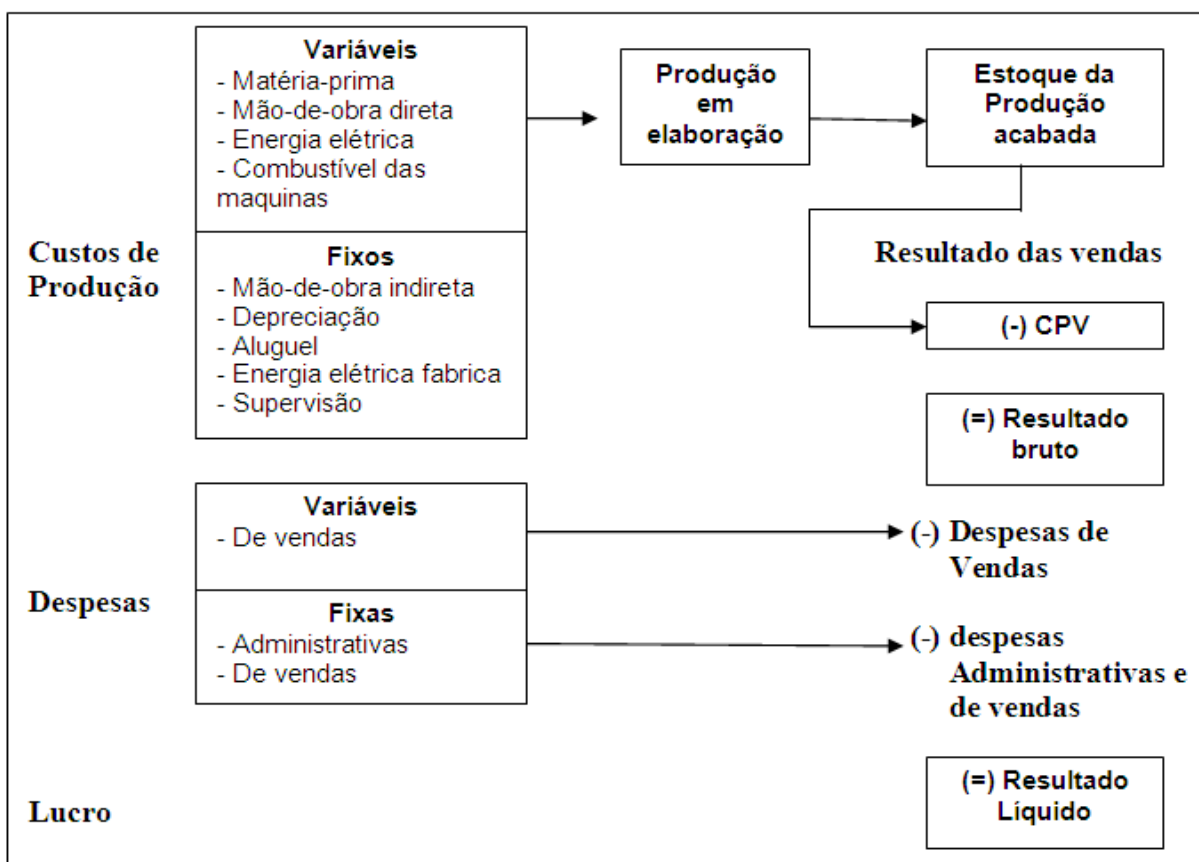 Variáveis
- Matéria-prima
- Mão-de-obra direta
- Energia elétrica
- Combustível das
maquinas
Produção
em
elaboração
Estoque da
Produção
acabada
Custos de
Produção
Fixos
- Mão-de-obra indireta
- Depreciação
- Aluguel
- Energia elétrica fabrica
- Supervisão
Resultado das vendas
(-) CPV
(=) Resultado
bruto
Despesas
Variáveis
- De vendas
(-) Despesas de
Vendas
Fixas
- Administrativas
- De vendas
(-) despesas
Administrativas e
de vendas
Lucro
(=) Resultado
Líquido